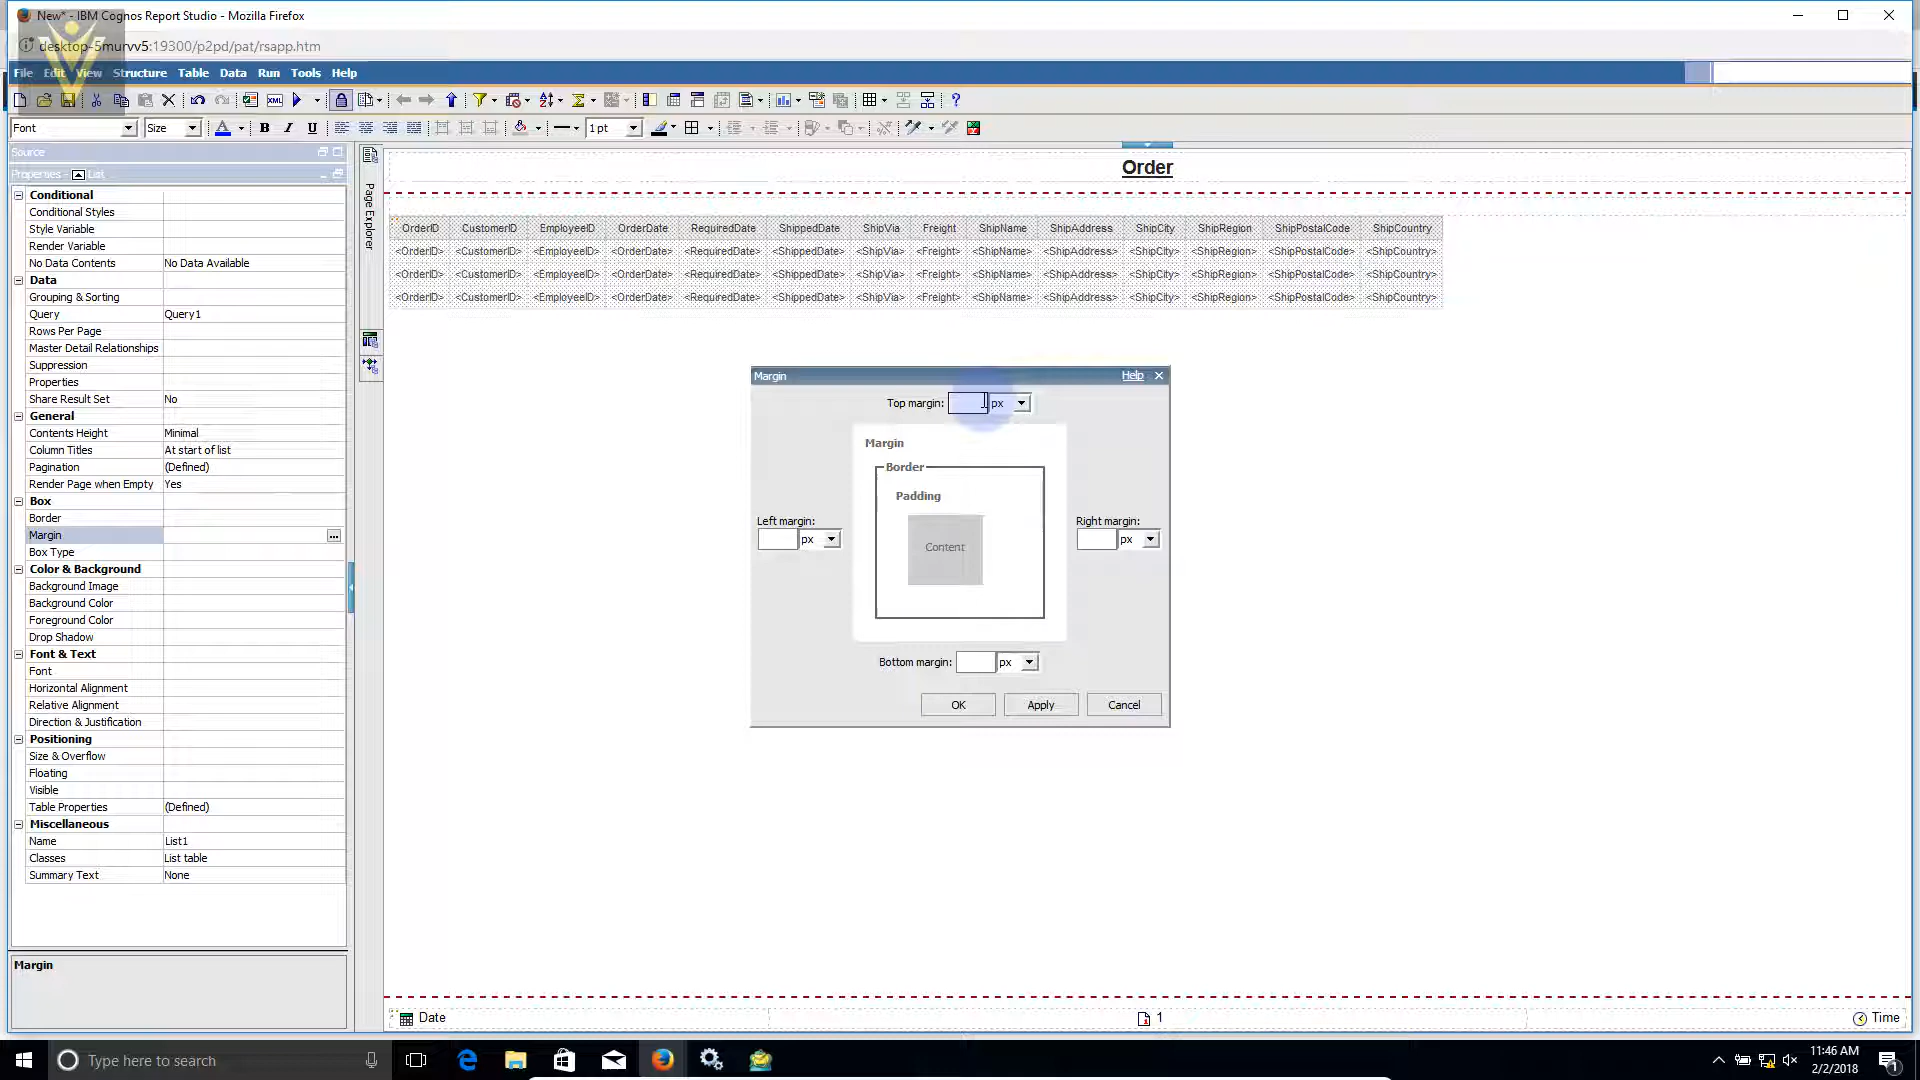 New* - IBM Cognos Report Studio - Mozilla Firefox
desktop-5murvv5:19300/p2pd/pat/rsapp.htm
File Edit View Structure Table Data Run Tools Help
Font Size A B I U 1 pt
Source
Properties - List
Conditional
Conditional Styles
Style Variable
Render Variable
No Data Contents No Data Available
Data
Grouping & Sorting
Query Query1
Rows Per Page
Master Detail Relationships
Suppression
Properties
Share Result Set No
General
Contents Height Minimal
Column Titles At start of list
Pagination (Defined)
Render Page when Empty Yes
Box
Border
Margin ...
Box Type
Color & Background
Background Image
Background Color
Foreground Color
Drop Shadow
Font & Text
Font
Horizontal Alignment
Relative Alignment
Direction & Justification
Positioning
Size & Overflow
Floating
Visible
Table Properties (Defined)
Miscellaneous
Name List1
Classes List table
Summary Text None
Margin
Page Explorer
Order
OrderID CustomerID EmployeeID OrderDate RequiredDate ShippedDate ShipVia Freight ShipName ShipAddress ShipCity ShipRegion ShipPostalCode ShipCountry
<OrderID> <CustomerID> <EmployeeID> <OrderDate> <RequiredDate> <ShippedDate> <ShipVia> <Freight> <ShipName> <ShipAddress> <ShipCity> <ShipRegion> <ShipPostalCode> <ShipCountry>
<OrderID> <CustomerID> <EmployeeID> <OrderDate> <RequiredDate> <ShippedDate> <ShipVia> <Freight> <ShipName> <ShipAddress> <ShipCity> <ShipRegion> <ShipPostalCode> <ShipCountry>
<OrderID> <CustomerID> <EmployeeID> <OrderDate> <RequiredDate> <ShippedDate> <ShipVia> <Freight> <ShipName> <ShipAddress> <ShipCity> <ShipRegion> <ShipPostalCode> <ShipCountry>
Margin Help
Top margin: px
Margin
Border
Padding
Content
Left margin:
px
Right margin:
px
Bottom margin: px
OK Apply Cancel
Date 1 Time
Type here to search
11:46 AM
2/2/2018
1